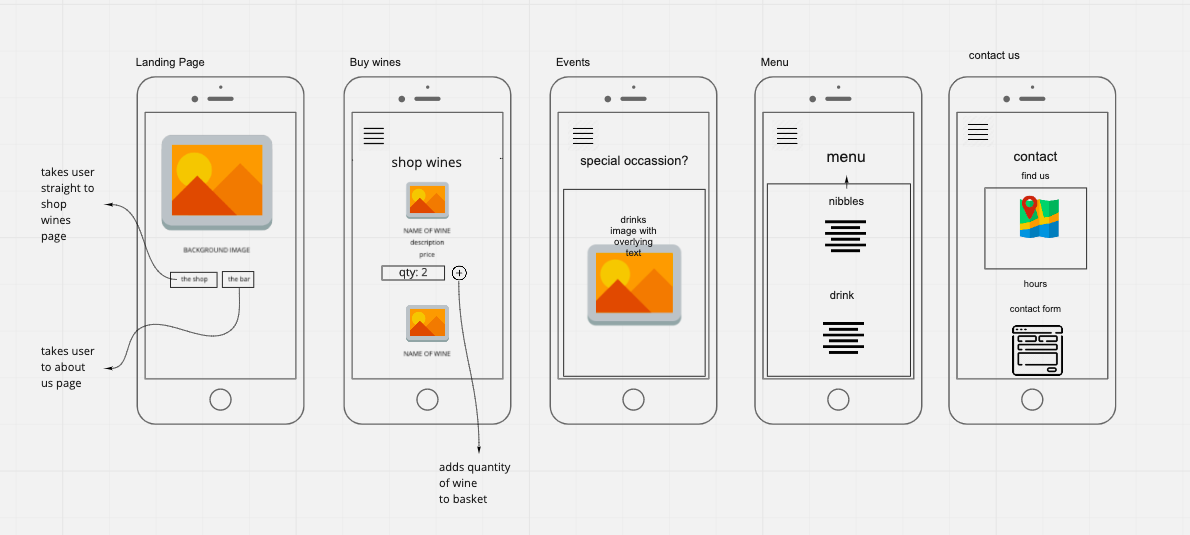 Landing Page
takes user
straight to
shop
wines
page
BACKGROUND IMAGE
the shop
the bar
takes user
to about
us page
Buy wines
shop wines
NAME OF WINE
description
price
qty: 2
NAME OF WINE
adds quantity
of wine
to basket
Events
special occassion?
drinks
image with
overlying
text
Menu
menu
nibbles
drink
contact us
contact
find us
hours
contact form